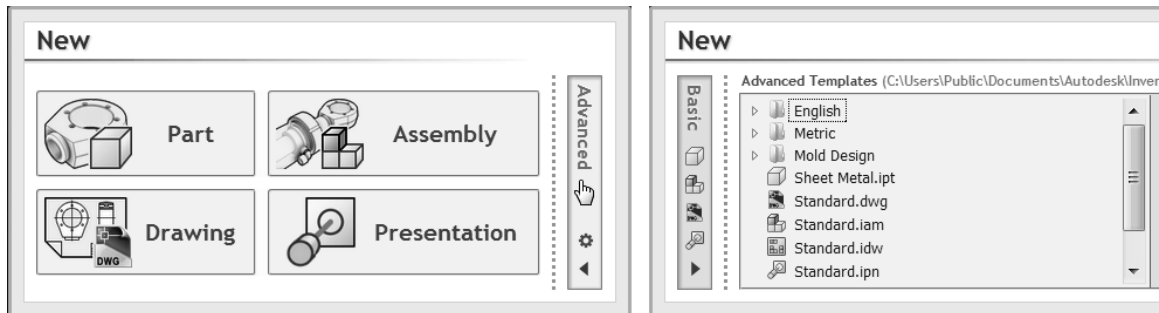 New
Part
Assembly
Drawing
DWG
Presentation
Advanced
New
Advanced Templates (C:\Users\Public\Documents\Autodesk\Inver
Basic
English
Metric
Mold Design
Sheet Metal.ipt
Standard.dwg
Standard.iam
Standard.idw
Standard.ipn